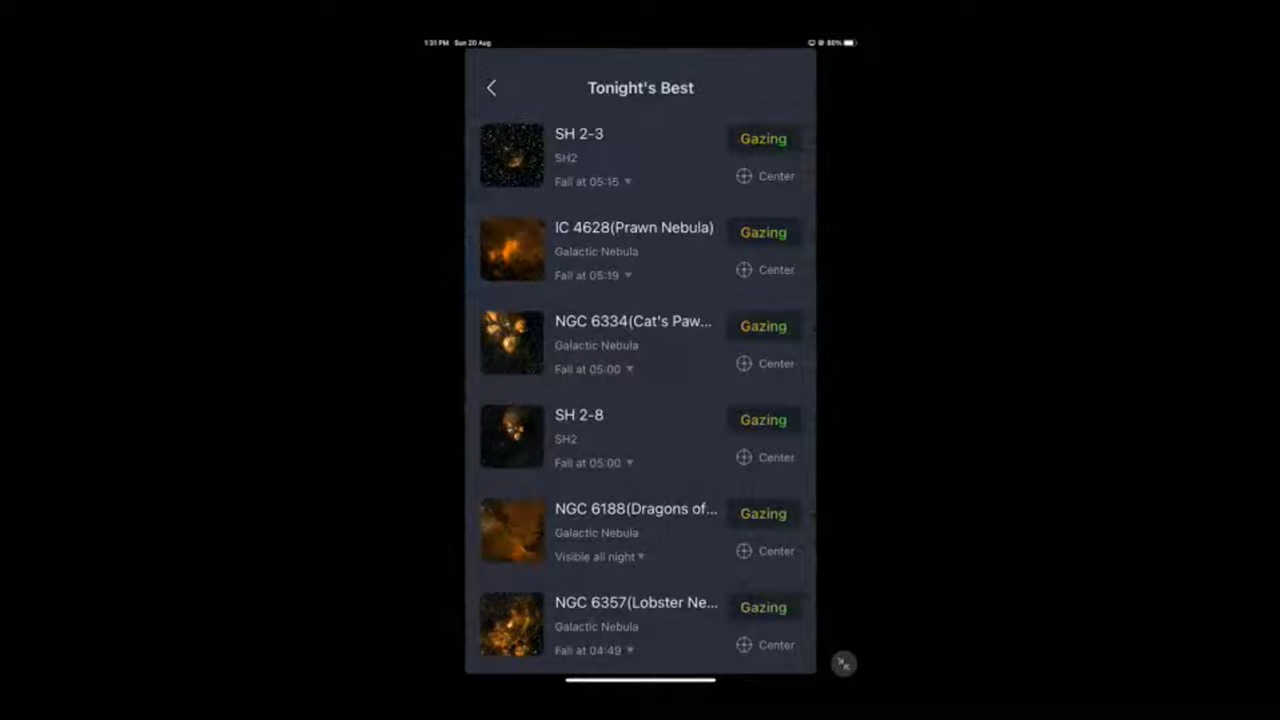 1:31 PM Sun 20 Aug
80%
Tonight's Best
SH 2-3
Gazing
SH2
Fall at 05:15
Center
IC 4628(Prawn Nebula)
Gazing
Galactic Nebula
Fall at 05:19
Center
NGC 6334(Cat's Paw...
Gazing
Galactic Nebula
Fall at 05:00
Center
SH 2-8
Gazing
SH2
Fall at 05:00
Center
NGC 6188(Dragons of...
Gazing
Galactic Nebula
Visible all night
Center
NGC 6357(Lobster Ne...
Gazing
Galactic Nebula
Fall at 04:49
Center